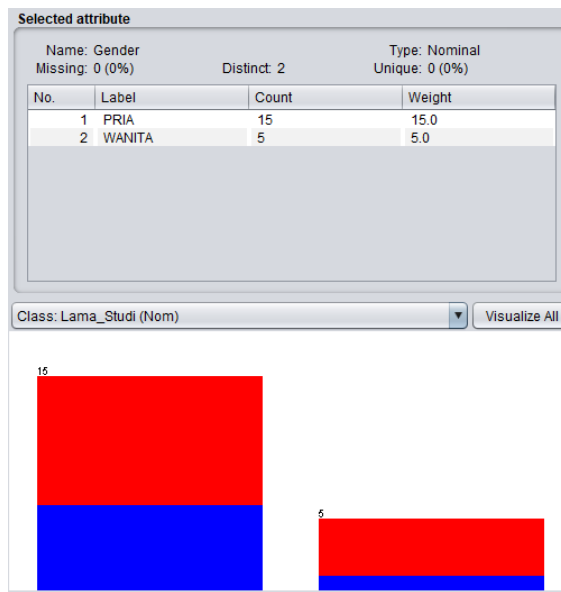 Selected attribute
Name: Gender Type: Nominal
Missing: 0 (0%) Distinct: 2 Unique: 0 (0%)
No. Label Count Weight
1 PRIA 15 15.0
2 WANITA 5 5.0
Class: Lama_Studi (Nom) Visualize All
15
5